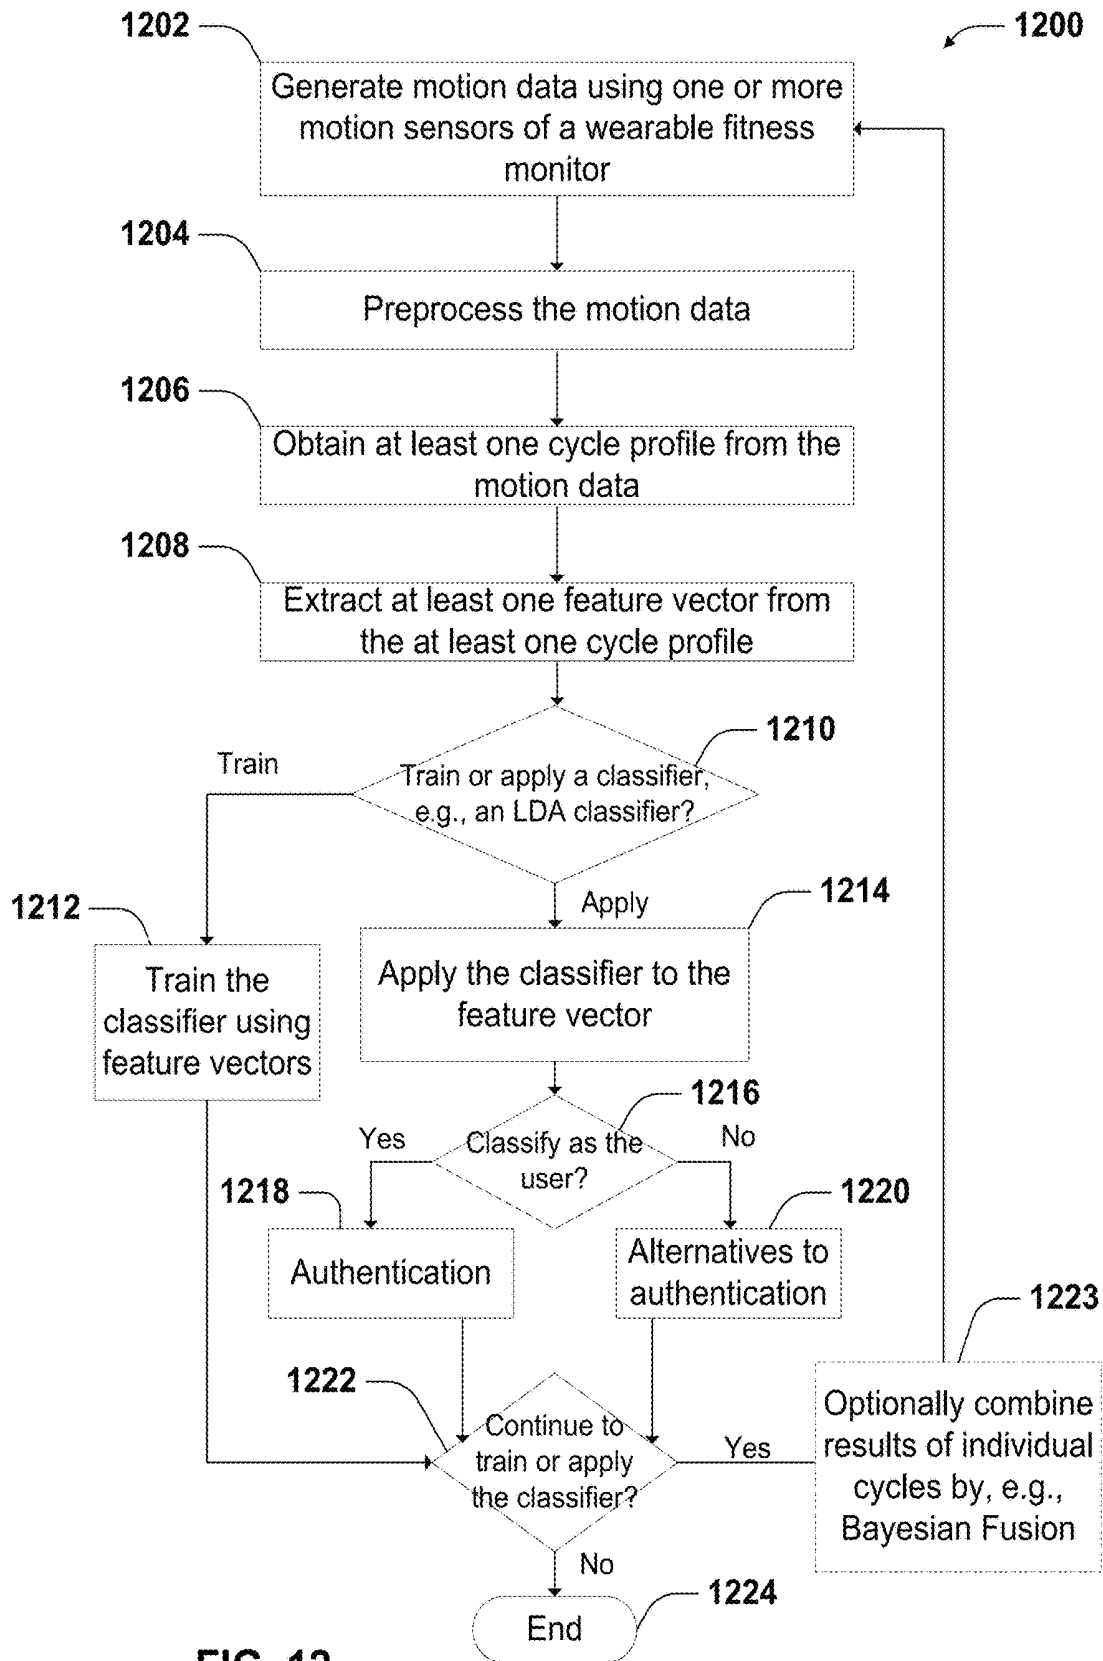 1202
1200
Generate motion data using one or more
motion sensors of a wearable fitness
monitor
1204
Preprocess the motion data
1206
Obtain at least one cycle profile from the
motion data
1208
Extract at least one feature vector from
the at least one cycle profile
1210
Train
Train or apply a classifier,
e.g., an LDA classifier?
1212
Apply
1214
Train the
classifier using
feature vectors
Apply the classifier to the
feature vector
1216
Yes
Classify as the
user?
No
1218
1220
Authentication
Alternatives to
authentication
1223
1222
Continue to
train or apply
the classifier?
Yes
Optionally combine
results of individual
cycles by, e.g.,
Bayesian Fusion
No
1224
End
FIG. 12